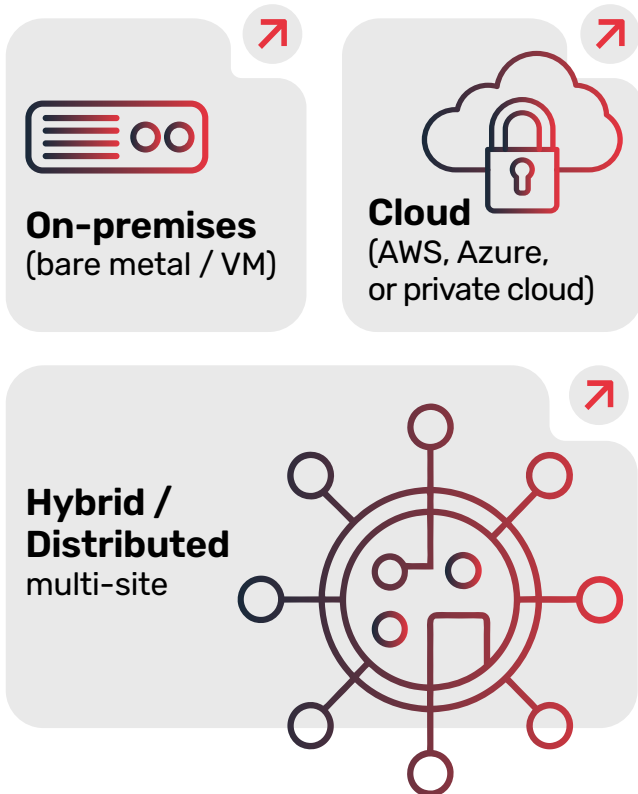 On-premises
(bare metal / VM)
Cloud
(AWS, Azure,
or private cloud)
Hybrid /
Distributed
multi-site